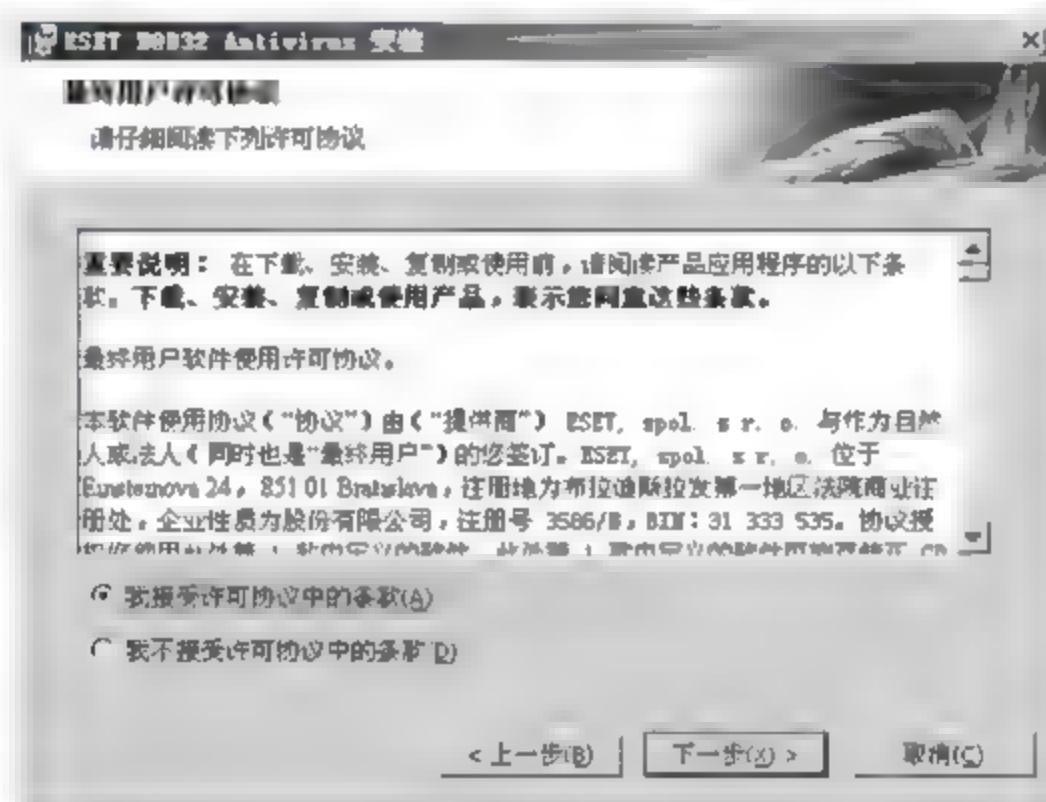 ESET NOD32 Antivirus 安装
最终用户许可协议
请仔细阅读下列许可协议
重要说明：在下载、安装、复制或使用前，请阅读产品应用程序的以下条
款。下载、安装、复制或使用产品，表示您同意这些条款。
最终用户软件使用许可协议。
本软件使用协议（“协议”）由（“提供商”） ESET, spol. s r. o. 与作为自然
人或法人（同时也是“最终用户”）的您签订。ESET, spol. s r. o. 位于
Einsteinova 24，851 01 Bratislava，注册地为布拉迪斯拉发第一地区法院商业注
册处，企业性质为股份有限公司，注册号 3586/B，BIN：31 333 535。协议授
我接受许可协议中的条款(A)
我不接受许可协议中的条款(D)
< 上一步(B)
下一步(X) >
取消(C)